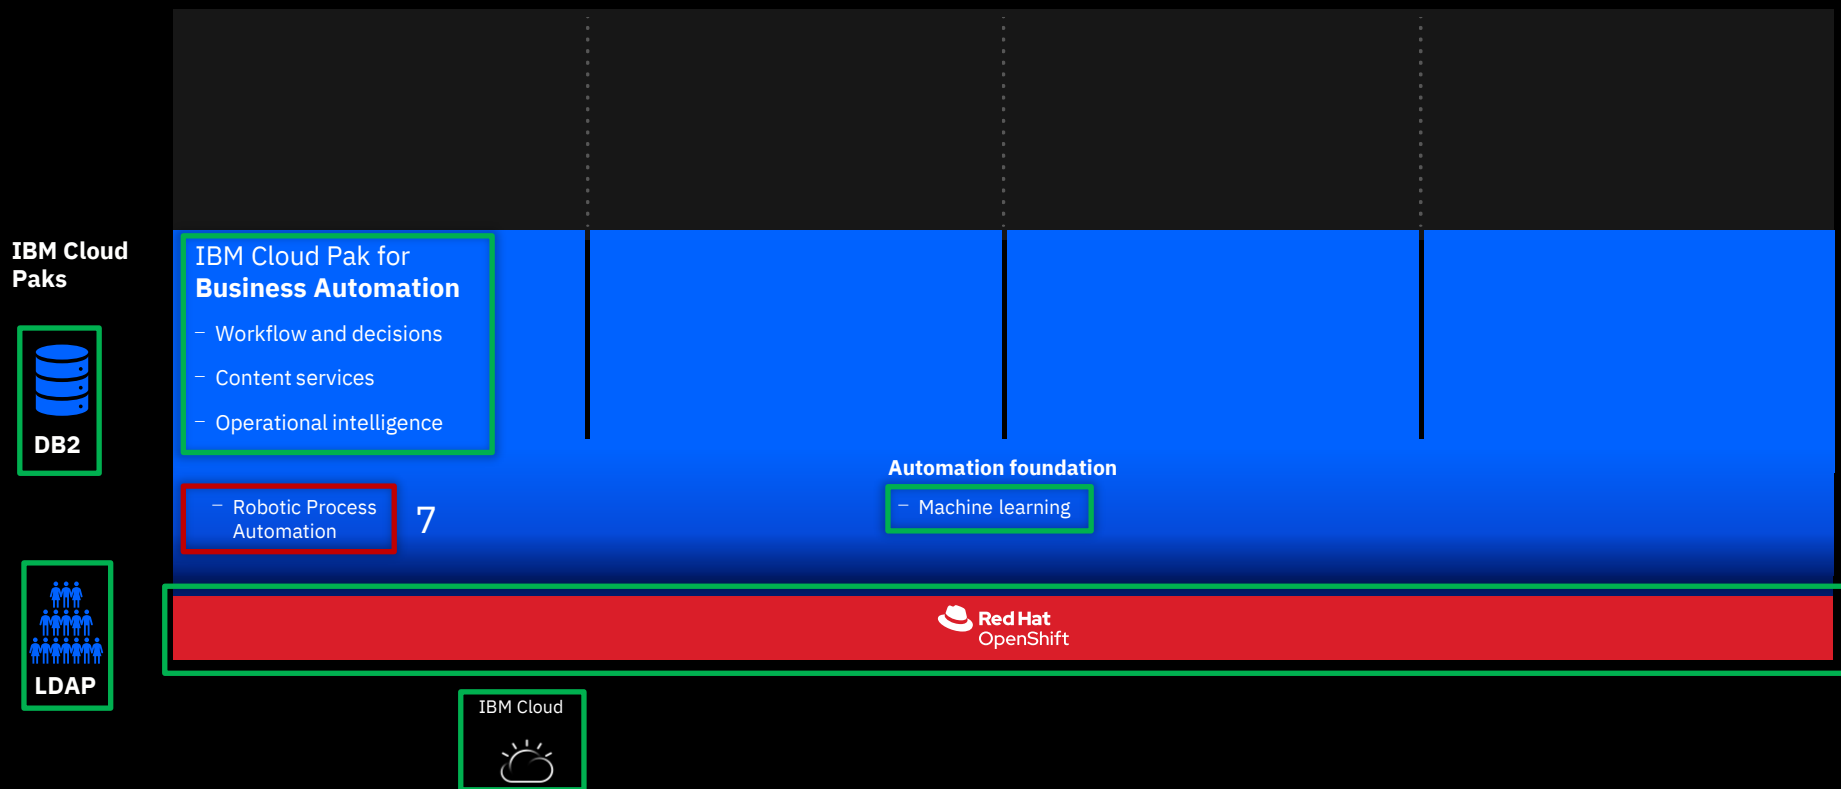 IBM Cloud
Paks
IBM Cloud Pak for
Business Automation
– Workflow and decisions
– Content services
– Operational intelligence
DB2
Automation foundation
– Robotic Process
Automation
7
– Machine learning
Red Hat
OpenShift
LDAP
IBM Cloud